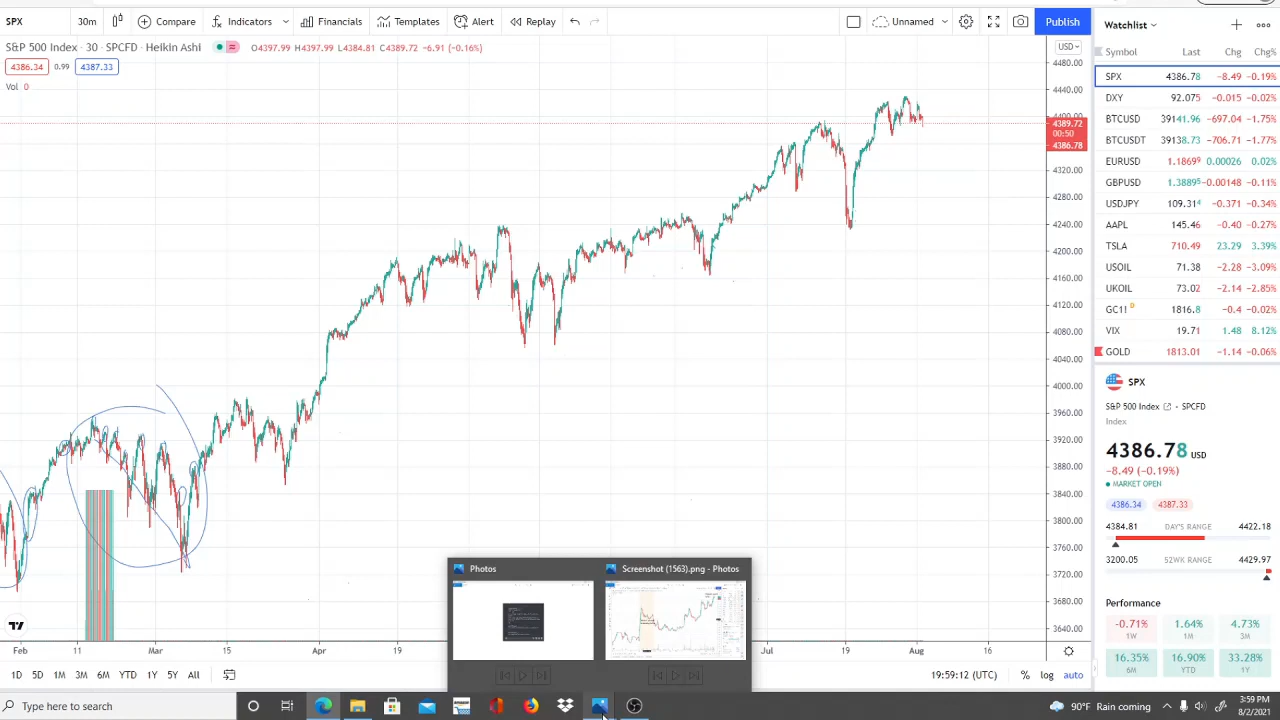 SPX 30m Compare Indicators Financials Templates Alert Replay Unnamed Publish
S&P 500 Index · 30 · SPCFD · Heikin Ashi O4397.99 H4397.99 L4384.81 C4389.72 −6.91 (−0.16%)
4386.34 0.99 4387.33
Vol 0
USD
4480.00
4440.00
4400.00
4389.72
00:50
4386.78
4320.00
4280.00
4240.00
4200.00
4160.00
4120.00
4080.00
4040.00
4000.00
3960.00
3920.00
3880.00
3840.00
3800.00
3760.00
3720.00
3680.00
3640.00
11 Mar 15 Apr 19 Jul 19 Aug 16
1D 5D 1M 3M 6M YTD 1Y 5Y All
19:59:12 (UTC) % log auto
Watchlist
Symbol Last Chg Chg%
SPX 4386.78 −8.49 −0.19%
DXY 92.075 −0.015 −0.02%
BTCUSD 39141.96 −697.04 −1.75%
BTCUSDT 39138.73 −706.71 −1.77%
EURUSD 1.18699 0.00026 0.02%
GBPUSD 1.38895 −0.00148 −0.11%
USDJPY 109.314 −0.371 −0.34%
AAPL 145.46 −0.40 −0.27%
TSLA 710.49 23.29 3.39%
USOIL 71.38 −2.28 −3.09%
UKOIL 73.02 −2.14 −2.85%
GC1! D 1816.8 −0.4 −0.02%
VIX 19.71 1.48 8.12%
GOLD 1813.01 −1.14 −0.06%
SPX
S&P 500 Index · SPCFD
Index
4386.78 USD
−8.49 (−0.19%)
MARKET OPEN
4386.34 4387.33
4384.81 DAY'S RANGE 4422.18
3200.05 52WK RANGE 4429.97
Performance
−0.71% 1.64% 4.73%
1W 1M 3M
16.35% 16.90% 33.28%
6M YTD 1Y
Photos
Screenshot (1563).png - Photos
Type here to search
90°F Rain coming
3:59 PM
8/2/2021